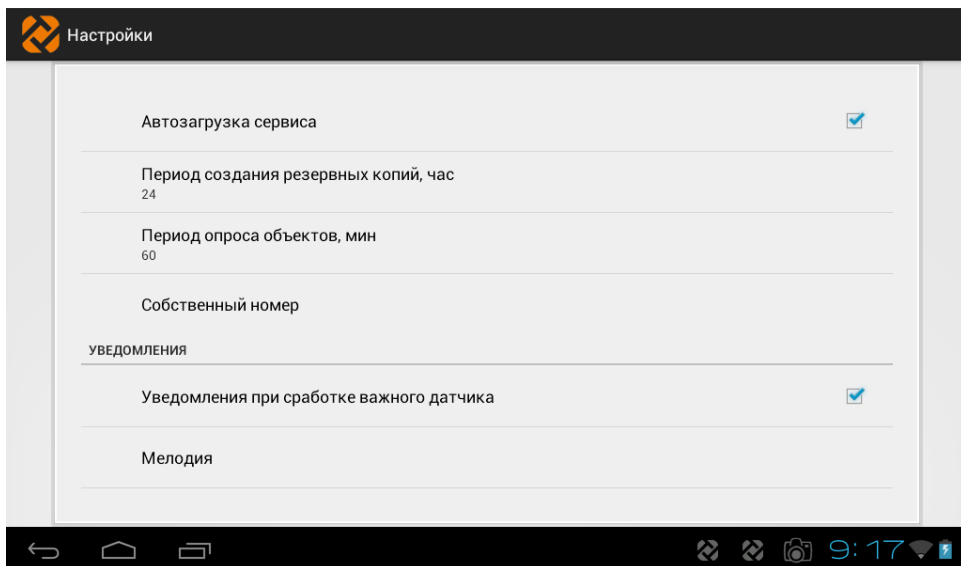 Настройки
Автозагрузка сервиса
Период создания резервных копий, час
24
Период опроса объектов, мин
60
Собственный номер
УВЕДОМЛЕНИЯ
Уведомления при сработке важного датчика
Мелодия
9:17